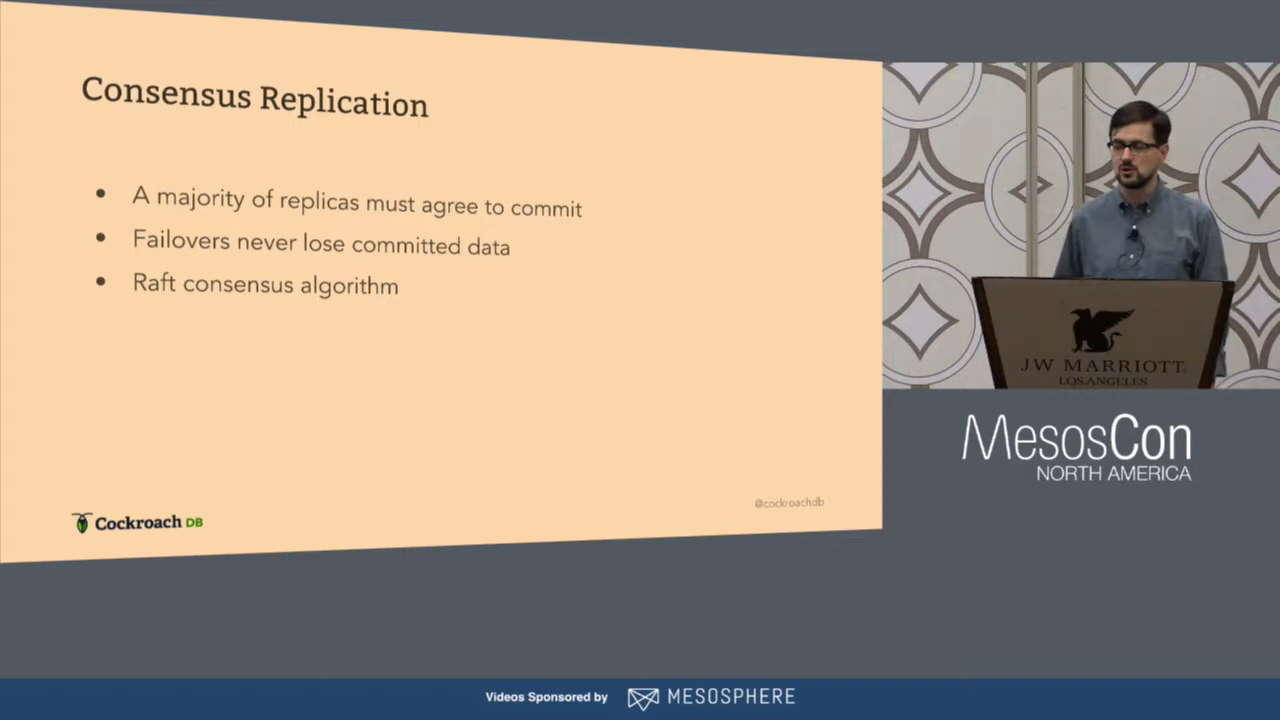 Consensus Replication
A majority of replicas must agree to commit
Failovers never lose committed data
Raft consensus algorithm
Cockroach DB
@cockroachdb
JW MARRIOTT
LOS ANGELES
MesosCon
NORTH AMERICA
Videos Sponsored by MESOSPHERE